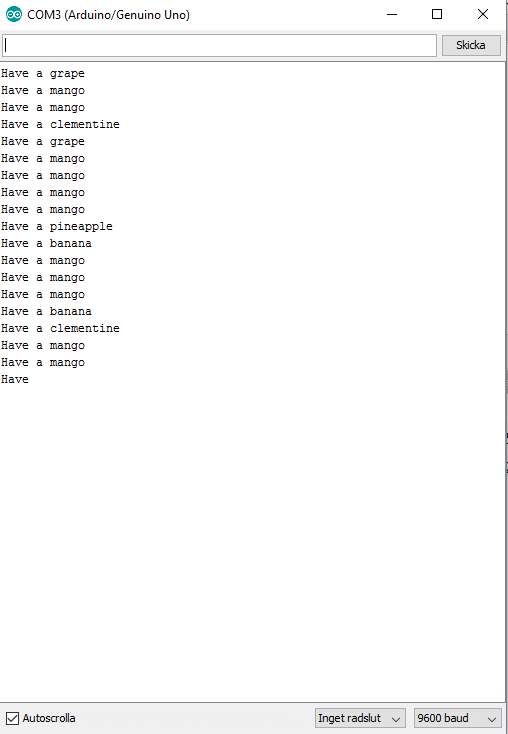 COM3 (Arduino/Genuino Uno)
Skicka
Have a grape
Have a mango
Have a mango
Have a clementine
Have a grape
Have a mango
Have a mango
Have a mango
Have a mango
Have a pineapple
Have a banana
Have a mango
Have a mango
Have a mango
Have a banana
Have a clementine
Have a mango
Have a mango
Have
Autoscrolla Inget radslut 9600 baud